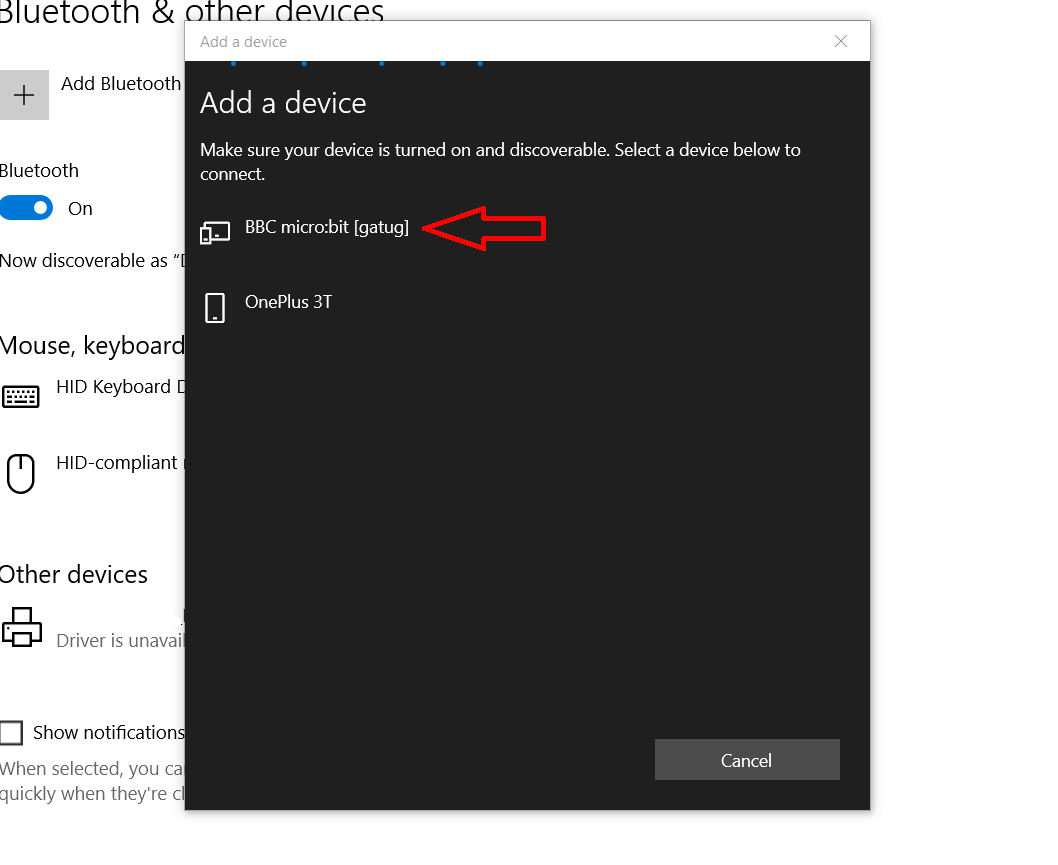 Bluetooth & other devices
Add a device
Add Bluetooth
Add a device
Make sure your device is turned on and discoverable. Select a device below to
connect.
Bluetooth
On
BBC micro:bit [gatug]
Now discoverable as “
OnePlus 3T
Mouse, keyboard
HID Keyboard
HID-compliant
Other devices
Driver is
Show notifications
When selected, you
quickly when they're
Cancel